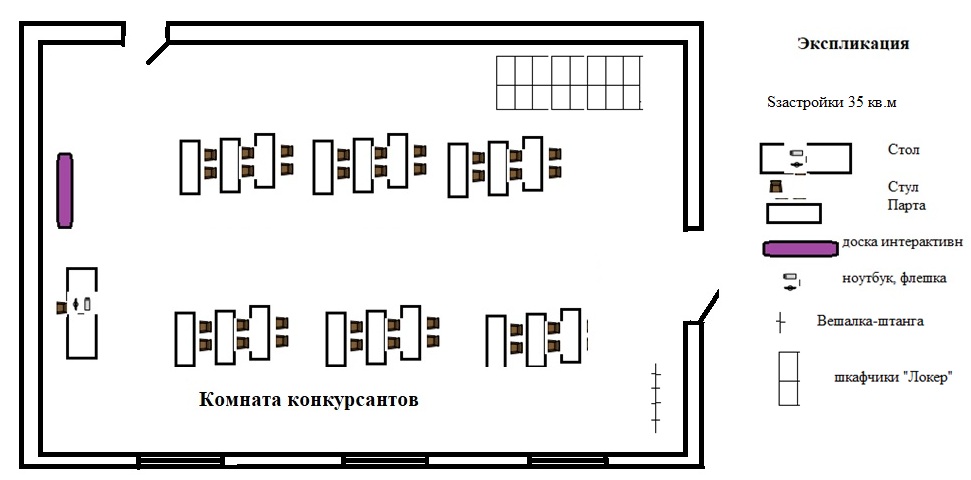 Экспликация
Sзастройки 35 кв.м
Стол
Стул
Парта
доска интерактивн
ноутбук, флешка
Вешалка-штанга
шкафчики "Локер"
Комната конкурсантов